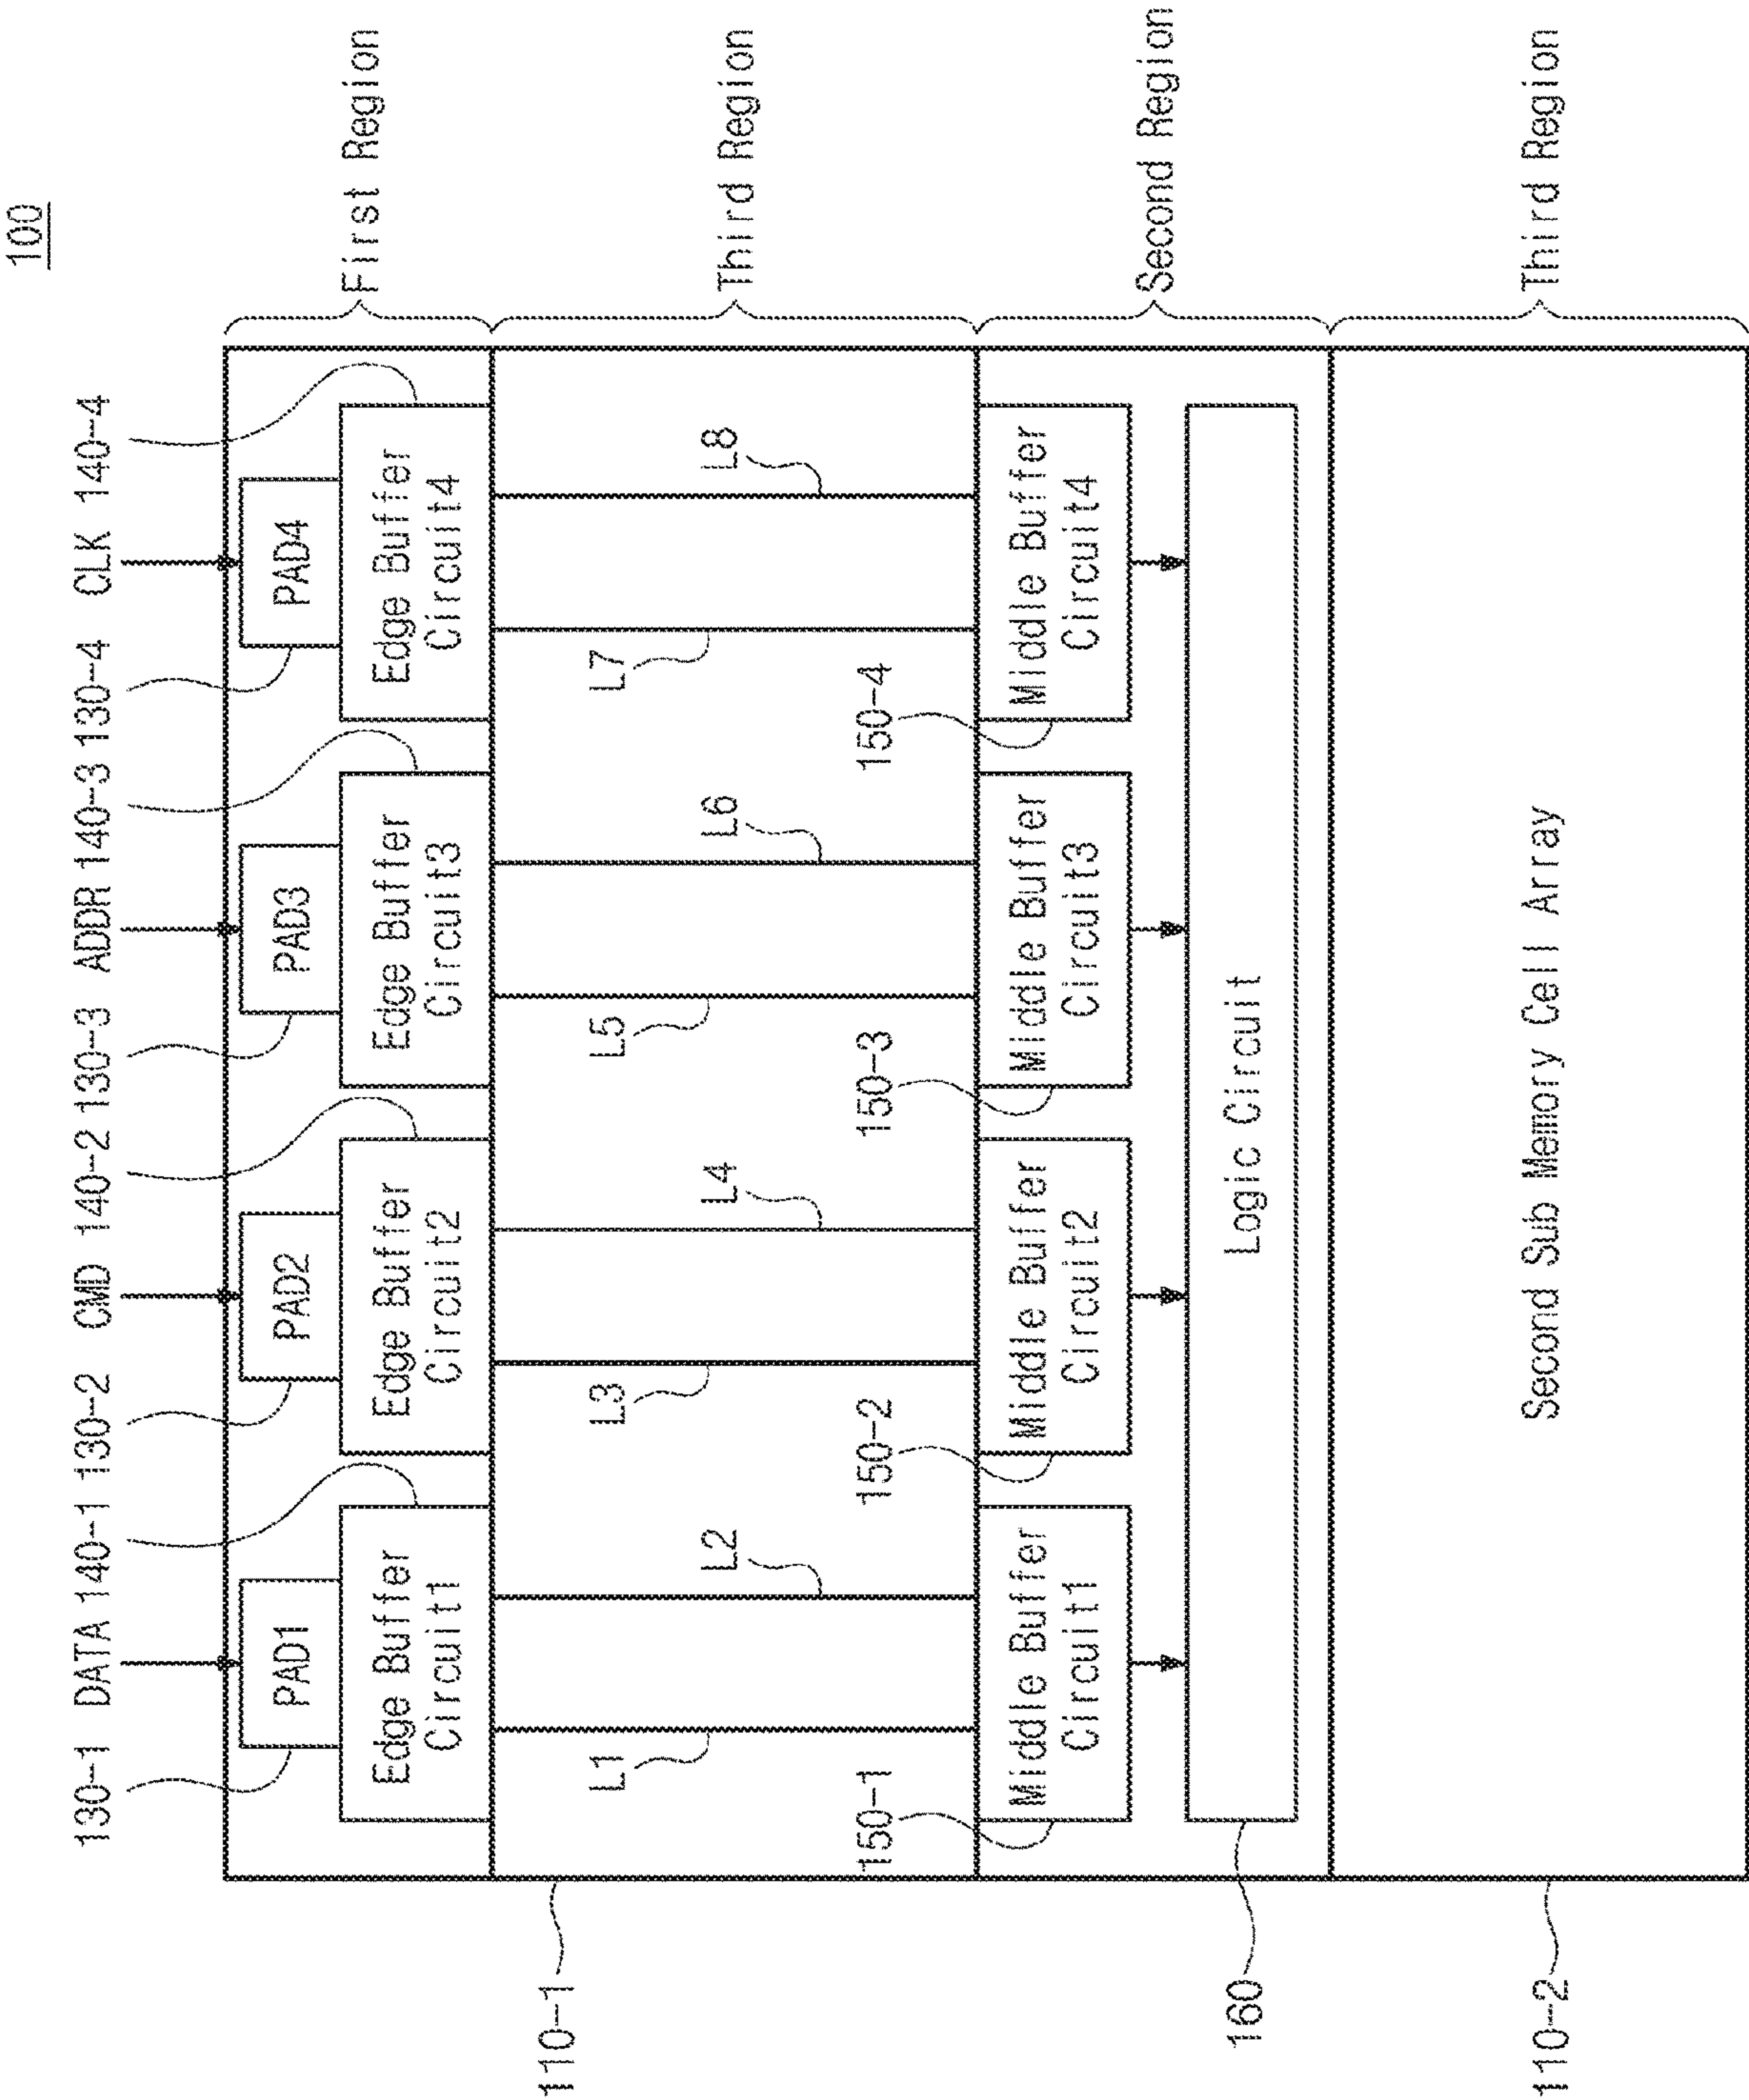 100
130-1 DATA 140-1 130-2 CMD 140-2 130-3 ADDR 140-3 130-4 CLK 140-4
PAD1 PAD2 PAD3 PAD4
First Region
Edge Buffer Circuit1
Edge Buffer Circuit2
Edge Buffer Circuit3
Edge Buffer Circuit4
110-1
L1 L3 L5 L7
L2 L4 L6 L8
Third Region
150-1 150-2 150-3 150-4
Middle Buffer Circuit1
Middle Buffer Circuit2
Middle Buffer Circuit3
Middle Buffer Circuit4
Second Region
160
Logic Circuit
110-2
Second Sub Memory Cell Array
Third Region